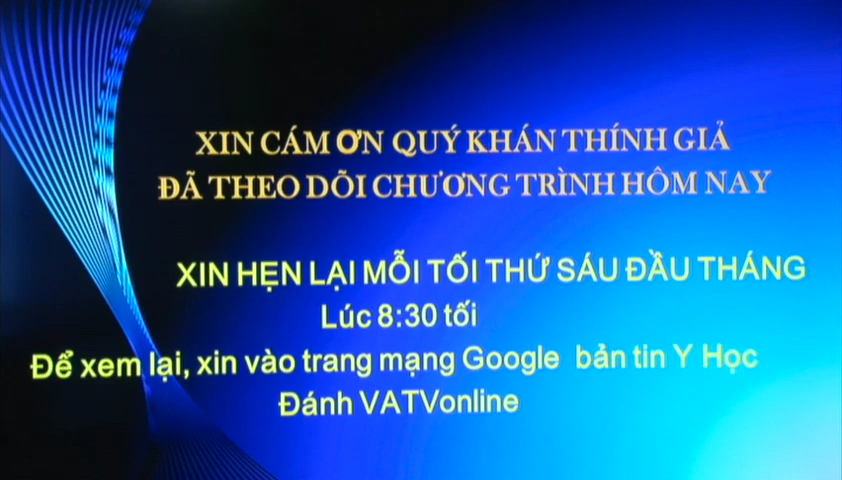 XIN CÁM ƠN QUÝ KHÁN THÍNH GIẢ
ĐÃ THEO DÕI CHƯƠNG TRÌNH HÔM NAY
XIN HẸN LẠI MỖI TỐI THỨ SÁU ĐẦU THÁNG
Lúc 8:30 tối
Để xem lại, xin vào trang mạng Google bản tin Y Học
Đánh VATVonline